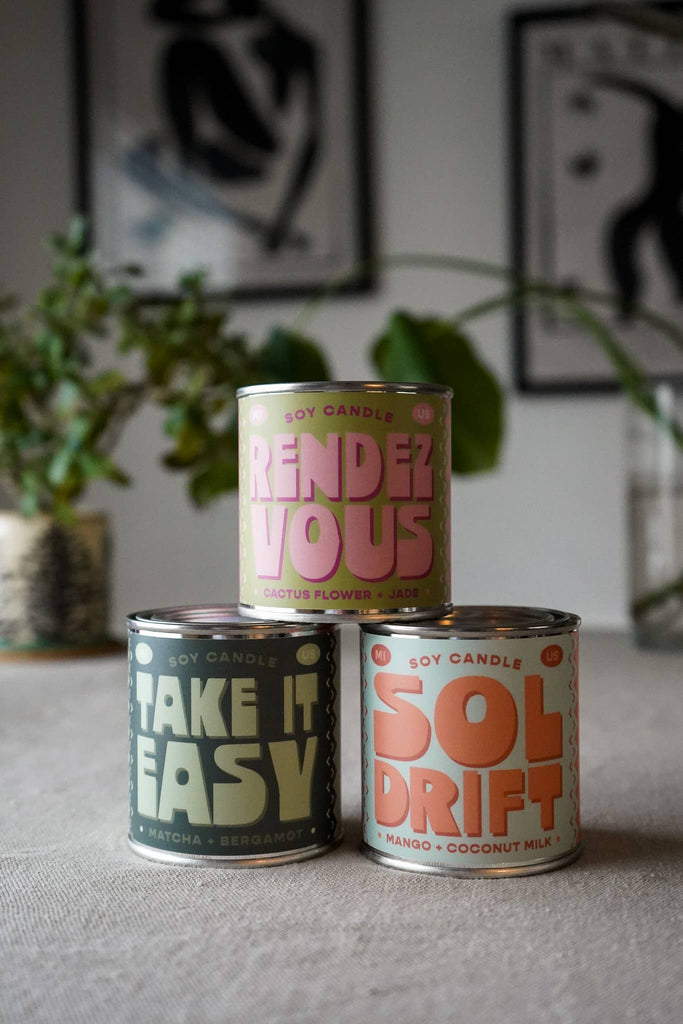 MI SOY CANDLE US
RENDEZ
VOUS
CACTUS FLOWER + JADE
SOY CANDLE US
TAKE IT
EASY
MATCHA + BERGAMOT
MI SOY CANDLE US
SOL
DRIFT
MANGO + COCONUT MILK